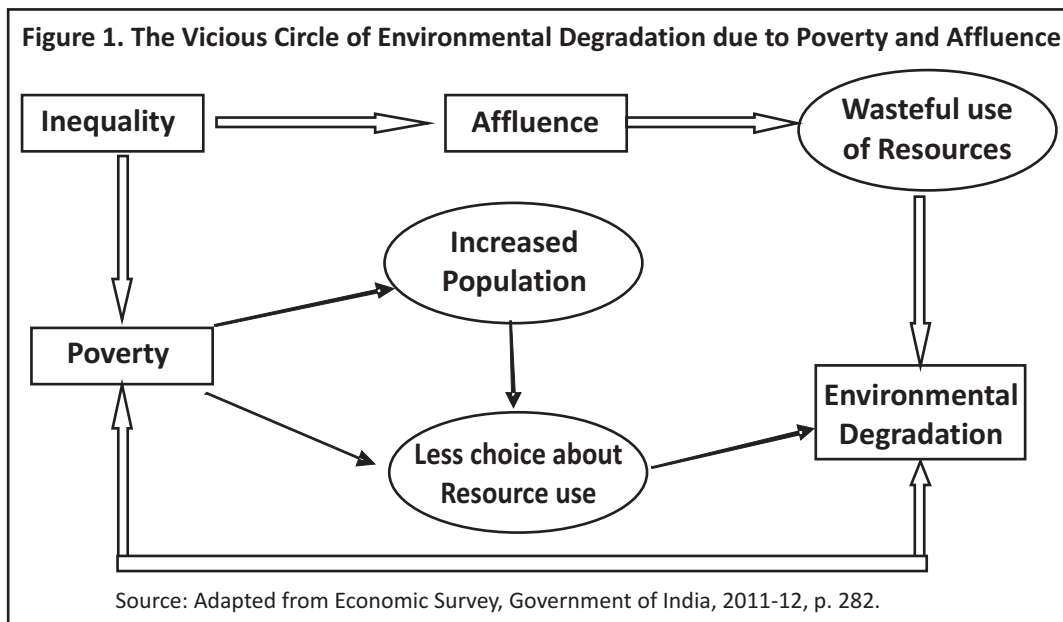 Figure 1. The Vicious Circle of Environmental Degradation due to Poverty and Affluence
Inequality
Affluence
Wasteful use
of Resources
Increased
Population
Poverty
Environmental
Degradation
Less choice about
Resource use
Source: Adapted from Economic Survey, Government of India, 2011-12, p. 282.